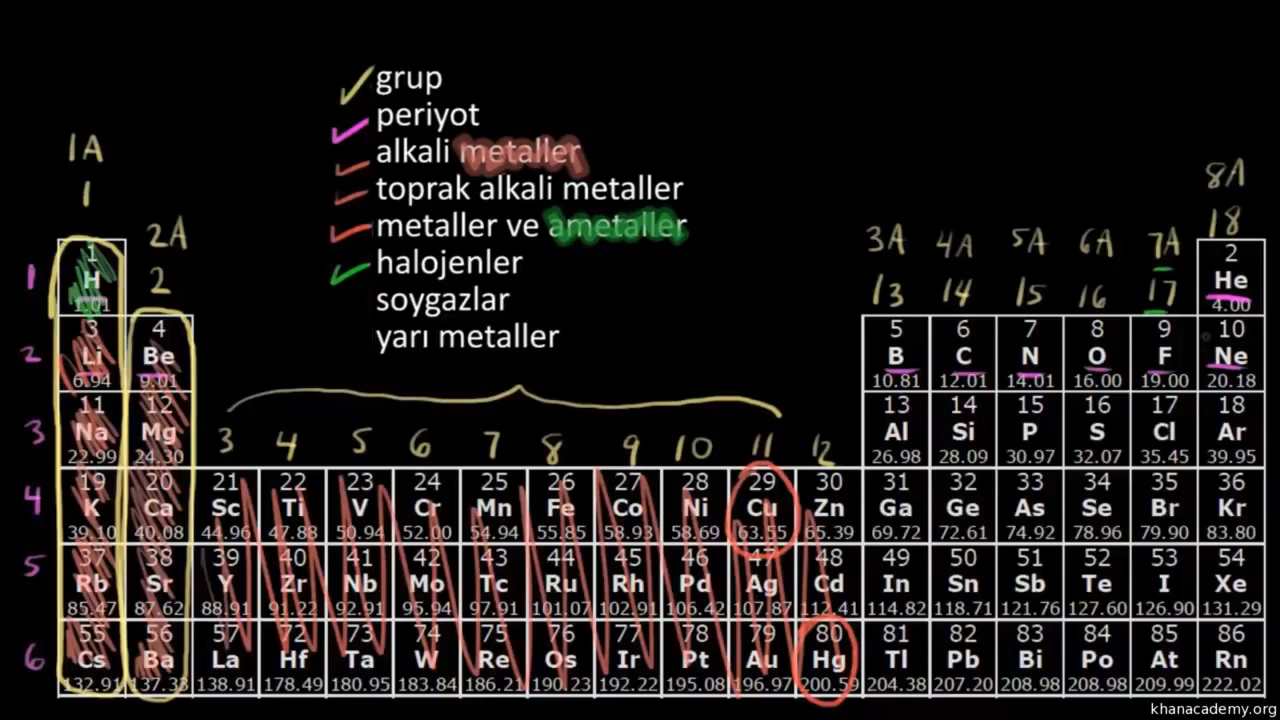 grup
periyot
alkali metaller
toprak alkali metaller
metaller ve ametaller
halojenler
soygazlar
yarı metaller
1A 8A
1 18
2A 3A 4A 5A 6A 7A
2 13 14 15 16 17
1 2
1 H He
1.01 4.00
3 4 5 6 7 8 9 10
2 Li Be B C N O F Ne
6.94 9.01 10.81 12.01 14.01 16.00 19.00 20.18
11 12 13 14 15 16 17 18
3 Na Mg 3 4 5 6 7 8 9 10 11 12 Al Si P S Cl Ar
22.99 24.30 26.98 28.09 30.97 32.07 35.45 39.95
19 20 21 22 23 24 25 26 27 28 29 30 31 32 33 34 35 36
4 K Ca Sc Ti V Cr Mn Fe Co Ni Cu Zn Ga Ge As Se Br Kr
39.10 40.08 44.96 47.88 50.94 52.00 54.94 55.85 58.93 58.69 63.55 65.39 69.72 72.61 74.92 78.96 79.90 83.80
37 38 39 40 41 42 43 44 45 46 47 48 49 50 51 52 53 54
5 Rb Sr Y Zr Nb Mo Tc Ru Rh Pd Ag Cd In Sn Sb Te I Xe
85.47 87.62 88.91 91.22 92.91 95.94 97.91 101.07 102.91 106.42 107.87 112.41 114.82 118.71 121.76 127.60 126.90 131.29
55 56 57 72 73 74 75 76 77 78 79 80 81 82 83 84 85 86
6 Cs Ba La Hf Ta W Re Os Ir Pt Au Hg Tl Pb Bi Po At Rn
132.91 137.33 138.91 178.49 180.95 183.84 186.21 190.23 192.22 195.08 196.97 200.59 204.38 207.20 208.98 208.98 209.99 222.02
khanacademy.org